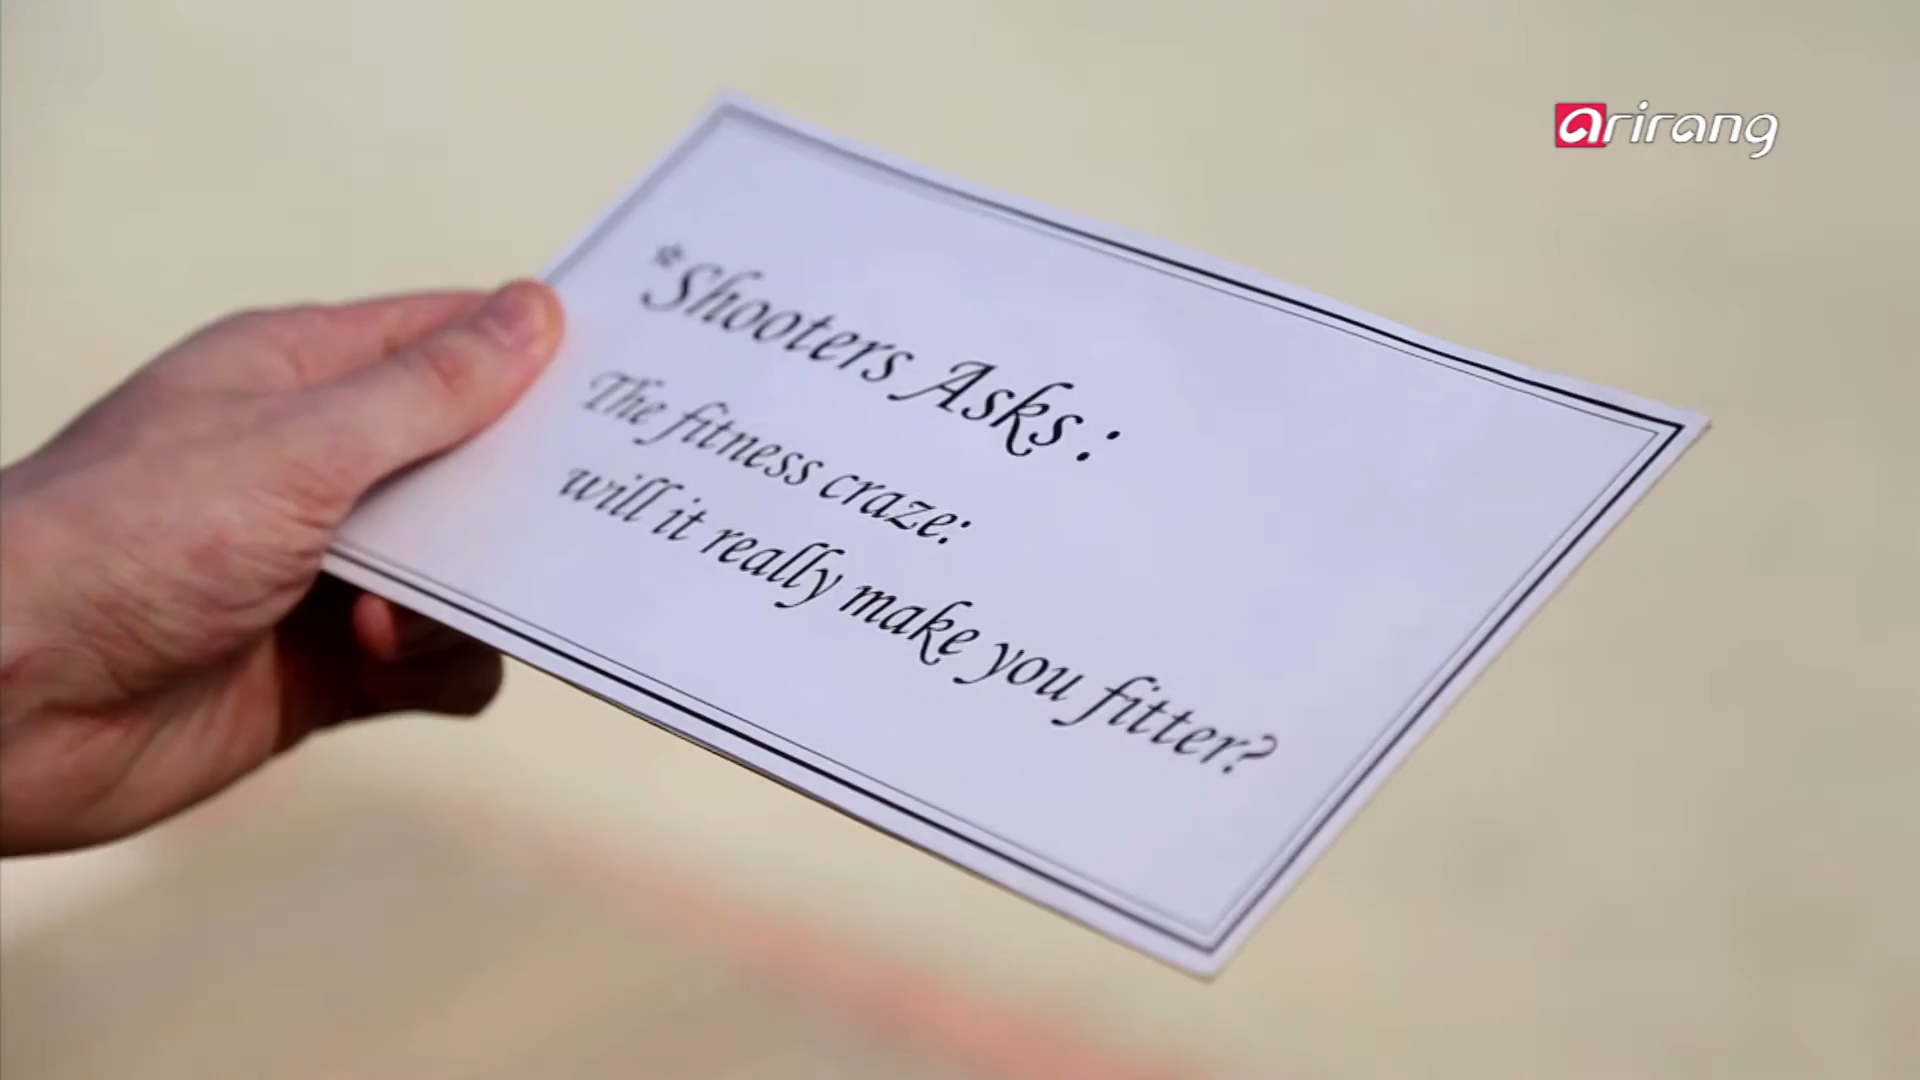 arirang
*Shooters Asks :
The fitness craze:
will it really make you fitter?